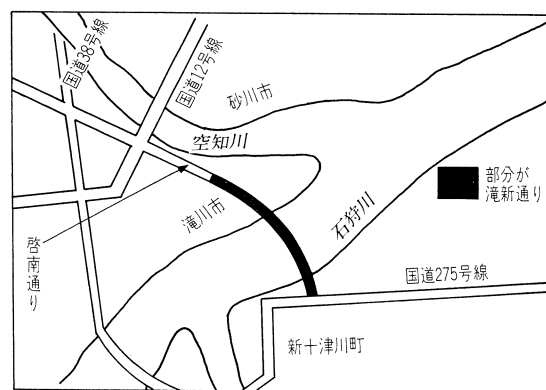 国道38号線
国道12号線
砂川市
空知川
滝川市
石狩川
部分が
滝新通り
啓南通り
国道275号線
新十津川町